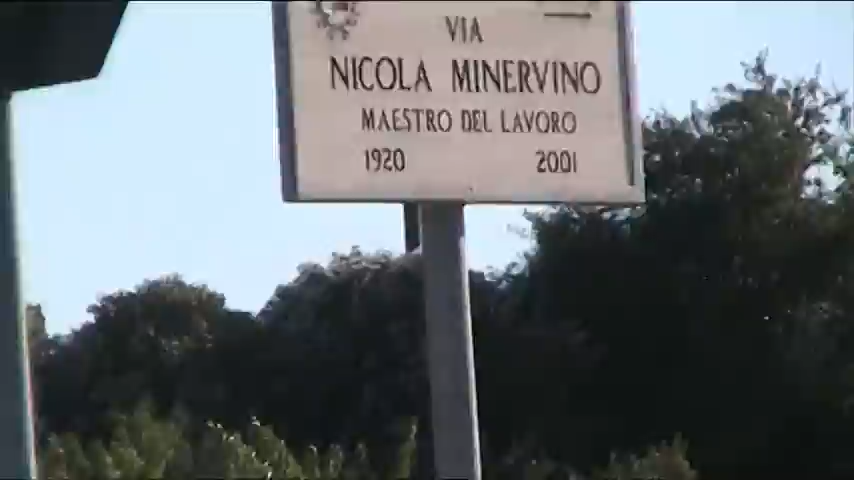 VIA
NICOLA MINERVINO
MAESTRO DEL LAVORO
1920 2001